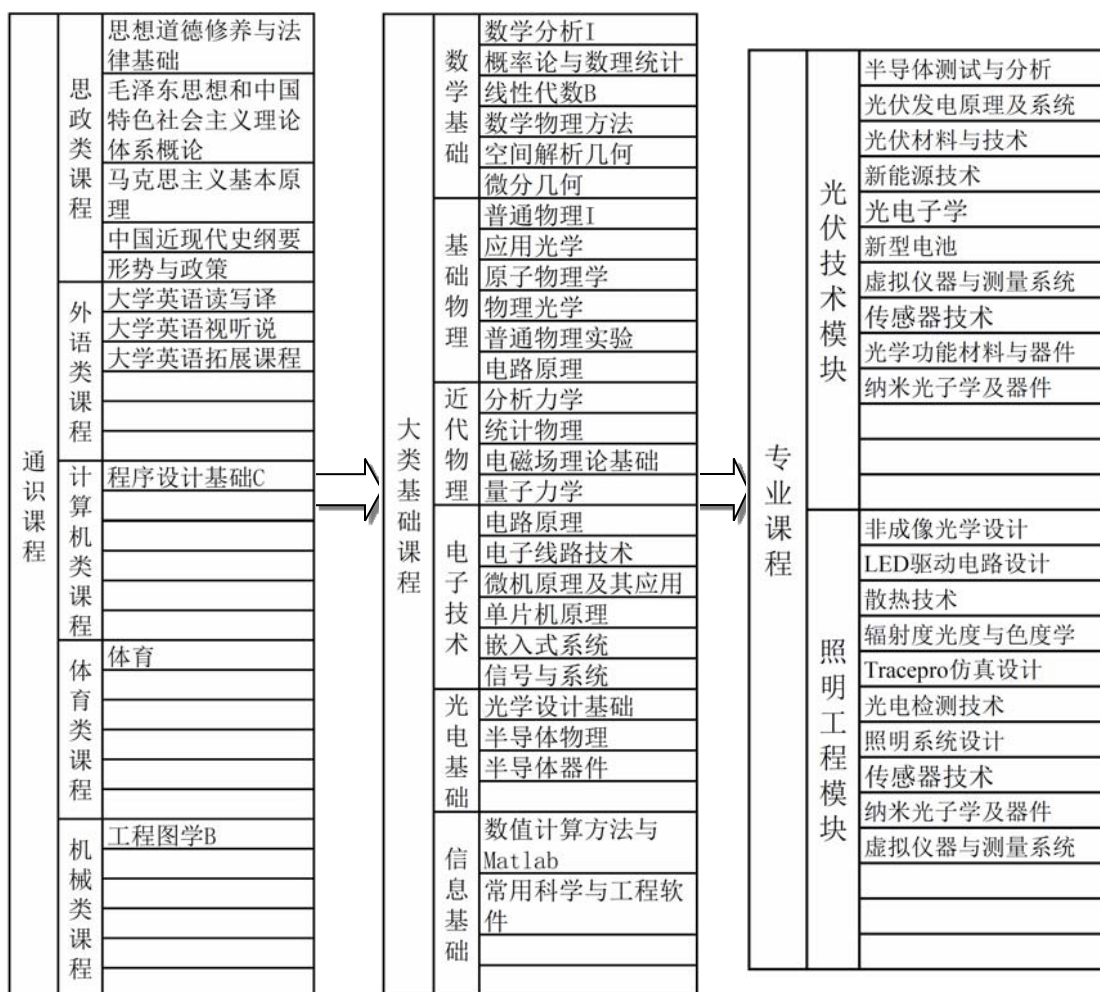 通识课程
思政类课程
思想道德修养与法
律基础
毛泽东思想和中国
特色社会主义理论
体系概论
马克思主义基本原
理
中国近现代史纲要
形势与政策
外语类课程
大学英语读写译
大学英语视听说
大学英语拓展课程
计算机类课程
程序设计基础C
体育类课程
体育
机械类课程
工程图学B
大类基础课程
数学基础
数学分析I
概率论与数理统计
线性代数B
数学物理方法
空间解析几何
微分几何
基础物理
普通物理I
应用光学
原子物理学
物理光学
普通物理实验
电路原理
近代物理
分析力学
统计物理
电磁场理论基础
量子力学
电子技术
电路原理
电子线路技术
微机原理及其应用
单片机原理
嵌入式系统
信号与系统
光电基础
光学设计基础
半导体物理
半导体器件
信息基础
数值计算方法与
Matlab
常用科学与工程软
件
专业课程
光伏技术模块
半导体测试与分析
光伏发电原理及系统
光伏材料与技术
新能源技术
光电子学
新型电池
虚拟仪器与测量系统
传感器技术
光学功能材料与器件
纳米光子学及器件
照明工程模块
非成像光学设计
LED驱动电路设计
散热技术
辐射度光度与色度学
Tracepro仿真设计
光电检测技术
照明系统设计
传感器技术
纳米光子学及器件
虚拟仪器与测量系统